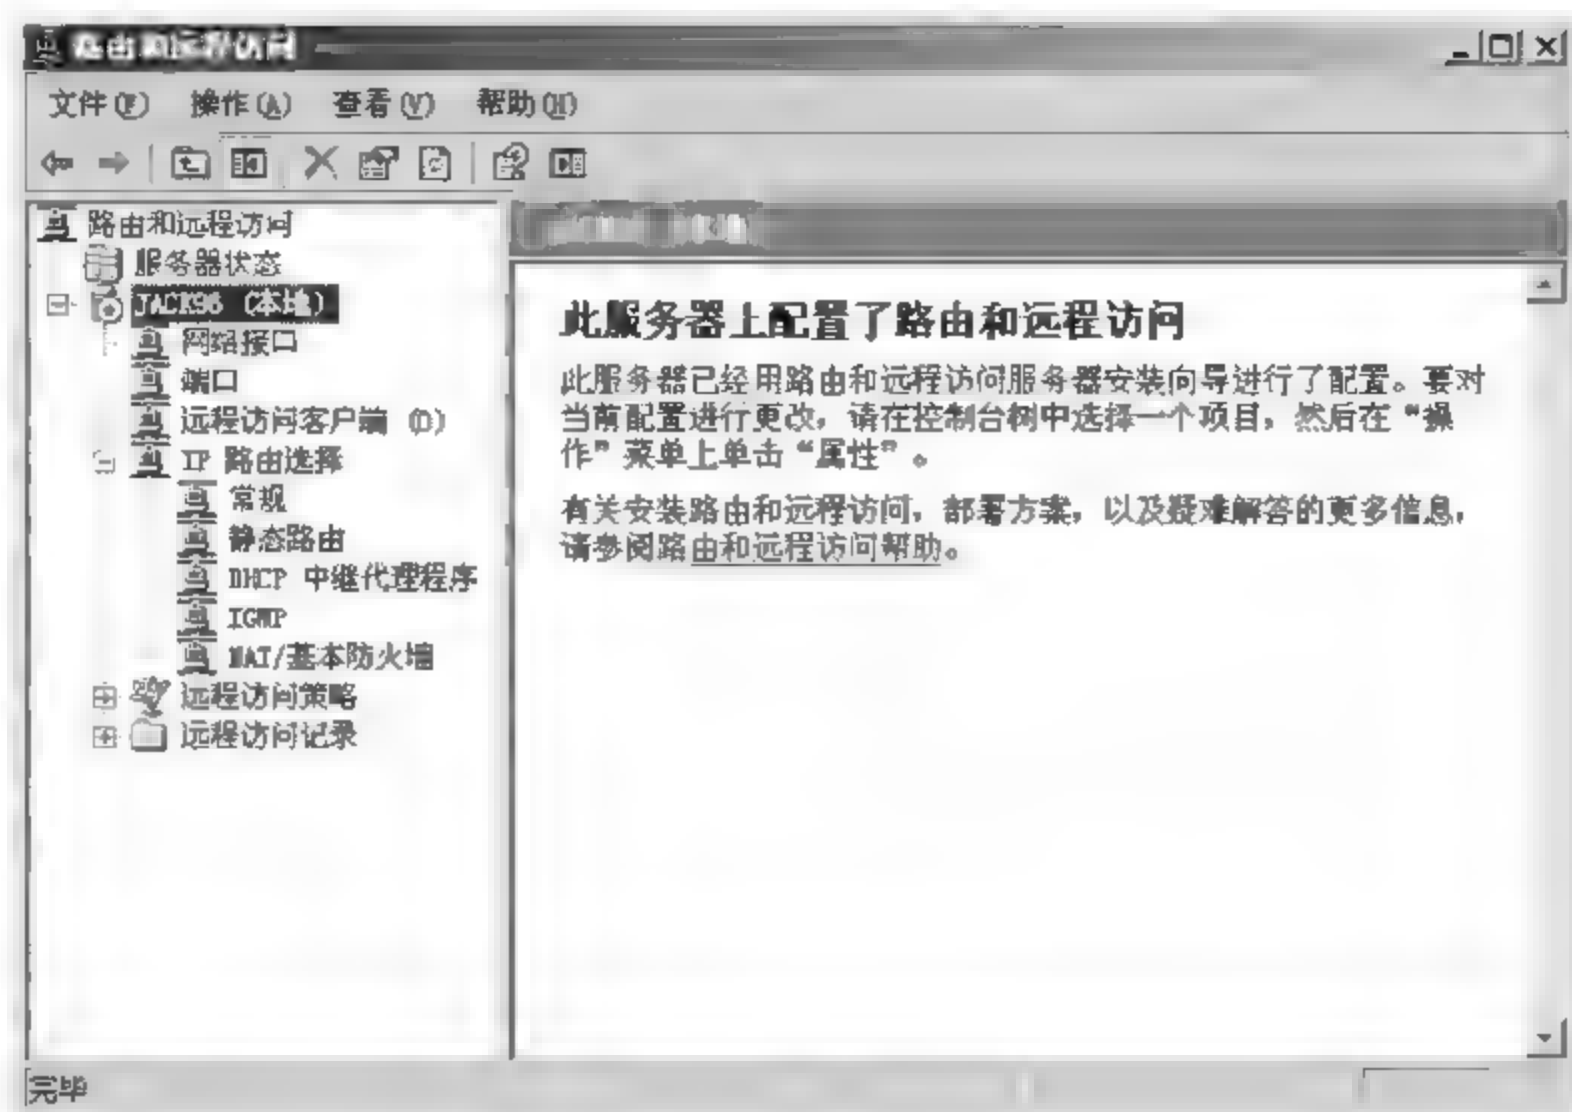 路由和远程访问
文件(F) 操作(A) 查看(V) 帮助(H)
路由和远程访问
服务器状态
JACK96 (本地)
网络接口
端口
远程访问客户端 (0)
IP 路由选择
常规
静态路由
DHCP 中继代理程序
IGMP
NAT/基本防火墙
远程访问策略
远程访问记录
此服务器上配置了路由和远程访问
此服务器已经用路由和远程访问服务器安装向导进行了配置。要对
当前配置进行更改，请在控制台树中选择一个项目，然后在“操
作”菜单上单击“属性”。
有关安装路由和远程访问，部署方案，以及疑难解答的更多信息，
请参阅路由和远程访问帮助。
完毕